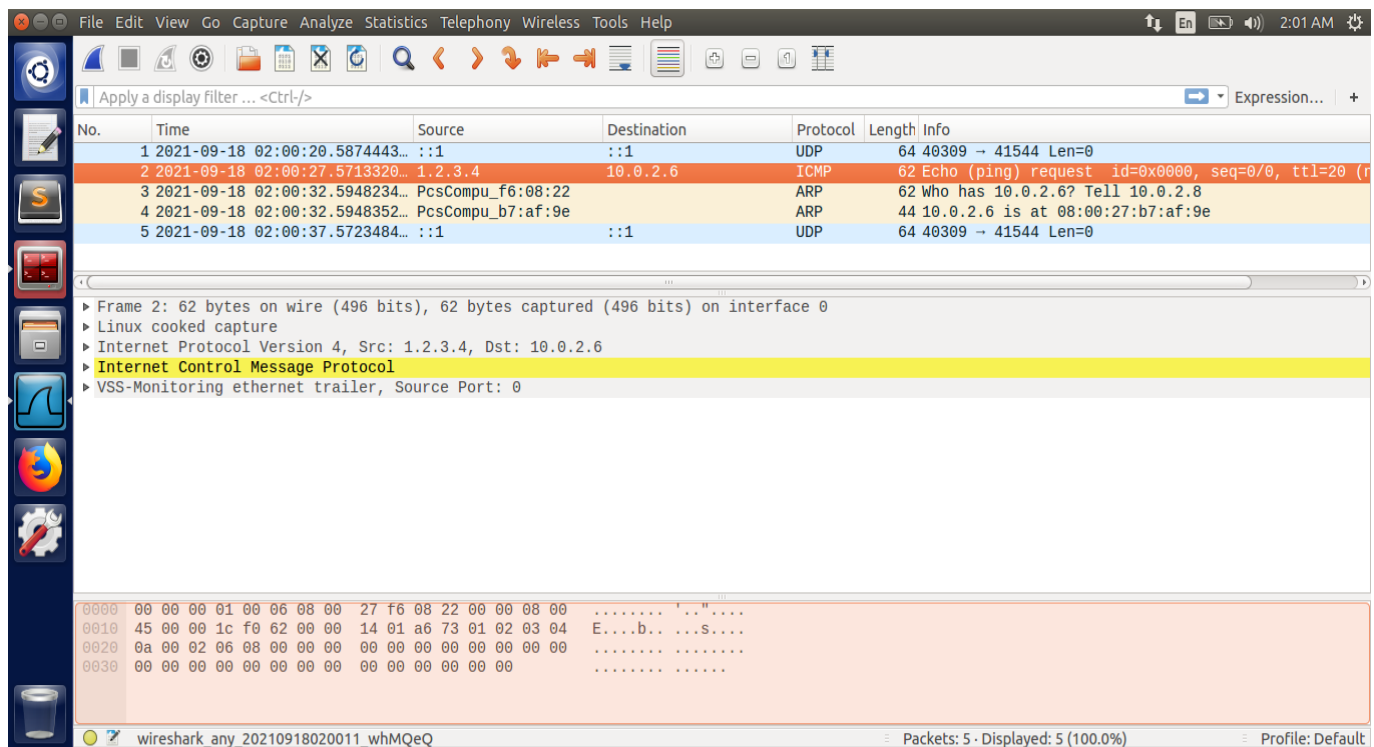 File Edit View Go Capture Analyze Statistics Telephony Wireless Tools Help En 2:01 AM
Apply a display filter ... <Ctrl-/> Expression... +
No. Time Source Destination Protocol Length Info
1 2021-09-18 02:00:20.5874443… ::1 ::1 UDP 64 40309 → 41544 Len=0
2 2021-09-18 02:00:27.5713320… 1.2.3.4 10.0.2.6 ICMP 62 Echo (ping) request id=0x0000, seq=0/0, ttl=20 (r
3 2021-09-18 02:00:32.5948234… PcsCompu_f6:08:22 ARP 62 Who has 10.0.2.6? Tell 10.0.2.8
4 2021-09-18 02:00:32.5948352… PcsCompu_b7:af:9e ARP 44 10.0.2.6 is at 08:00:27:b7:af:9e
5 2021-09-18 02:00:37.5723484… ::1 ::1 UDP 64 40309 → 41544 Len=0
Frame 2: 62 bytes on wire (496 bits), 62 bytes captured (496 bits) on interface 0
Linux cooked capture
Internet Protocol Version 4, Src: 1.2.3.4, Dst: 10.0.2.6
Internet Control Message Protocol
VSS-Monitoring ethernet trailer, Source Port: 0
0000 00 00 00 01 00 06 08 00 27 f6 08 22 00 00 08 00 ........ '.."....
0010 45 00 00 1c f0 62 00 00 14 01 a6 73 01 02 03 04 E....b.. ...s....
0020 0a 00 02 06 08 00 00 00 00 00 00 00 00 00 00 00 ........ ........
0030 00 00 00 00 00 00 00 00 00 00 00 00 00 00 ........ ......
wireshark_any_20210918020011_whMQeQ Packets: 5 · Displayed: 5 (100.0%) Profile: Default